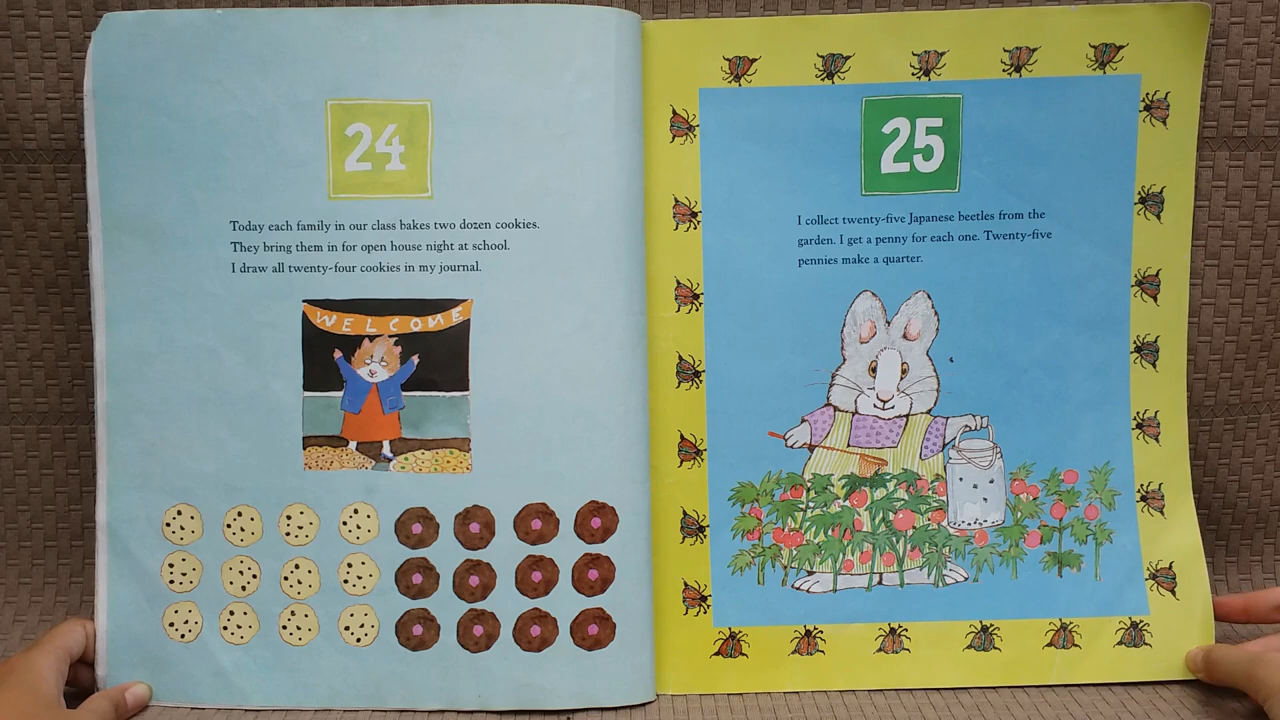 24
Today each family in our class bakes two dozen cookies.
They bring them in for open house night at school.
I draw all twenty-four cookies in my journal.
WELCOME
25
I collect twenty-five Japanese beetles from the
garden. I get a penny for each one. Twenty-five
pennies make a quarter.